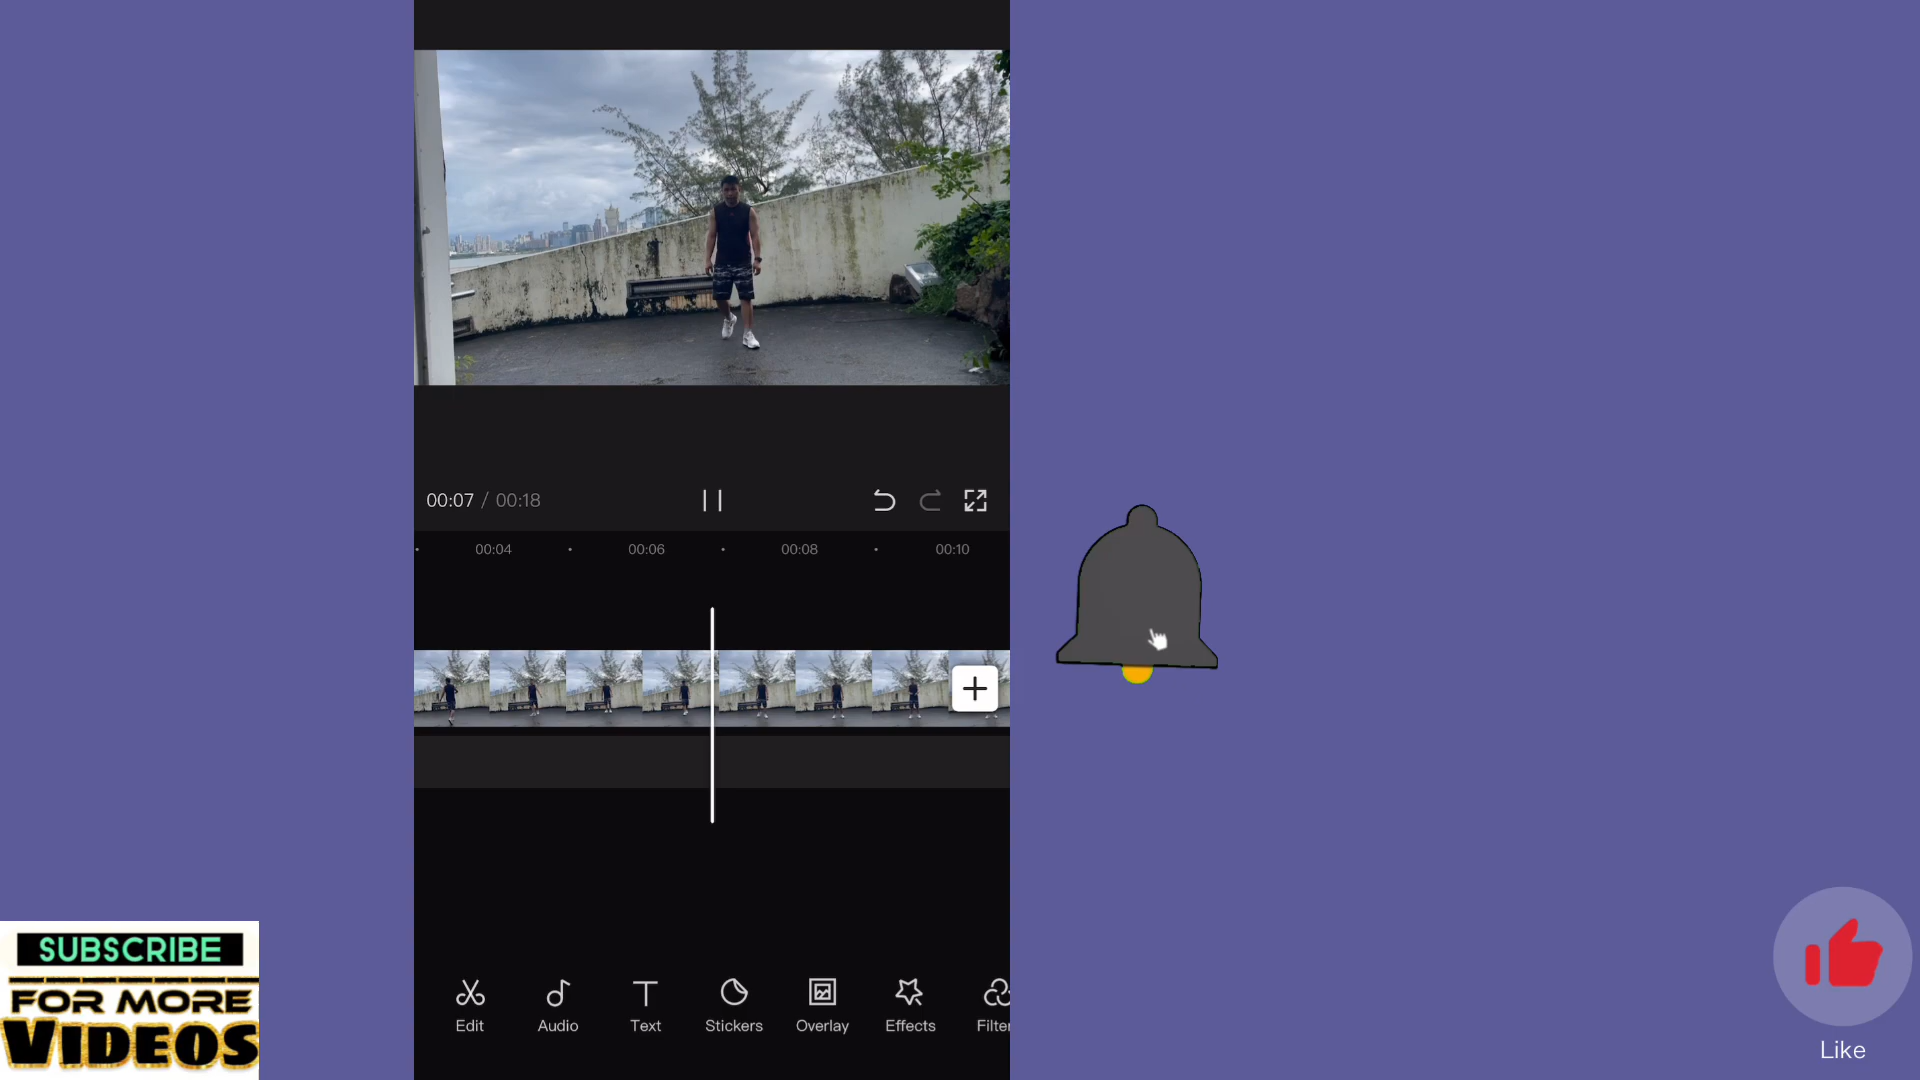 00:07 / 00:18
00:04 00:06 00:08 00:10
Edit Audio Text Stickers Overlay Effects Filter
SUBSCRIBE
FOR MORE
VIDEOS
Like